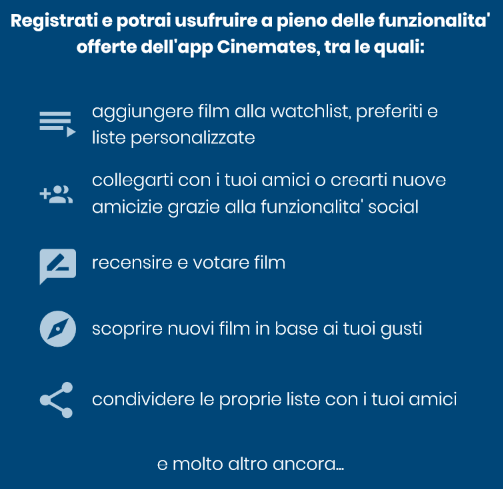 Registrati e potrai usufruire a pieno delle funzionalita'
offerte dell'app Cinemates, tra le quali:
aggiungere film alla watchlist, preferiti e
liste personalizzate
collegarti con i tuoi amici o crearti nuove
amicizie grazie alla funzionalita' social
recensire e votare film
scoprire nuovi film in base ai tuoi gusti
condividere le proprie liste con i tuoi amici
e molto altro ancora...